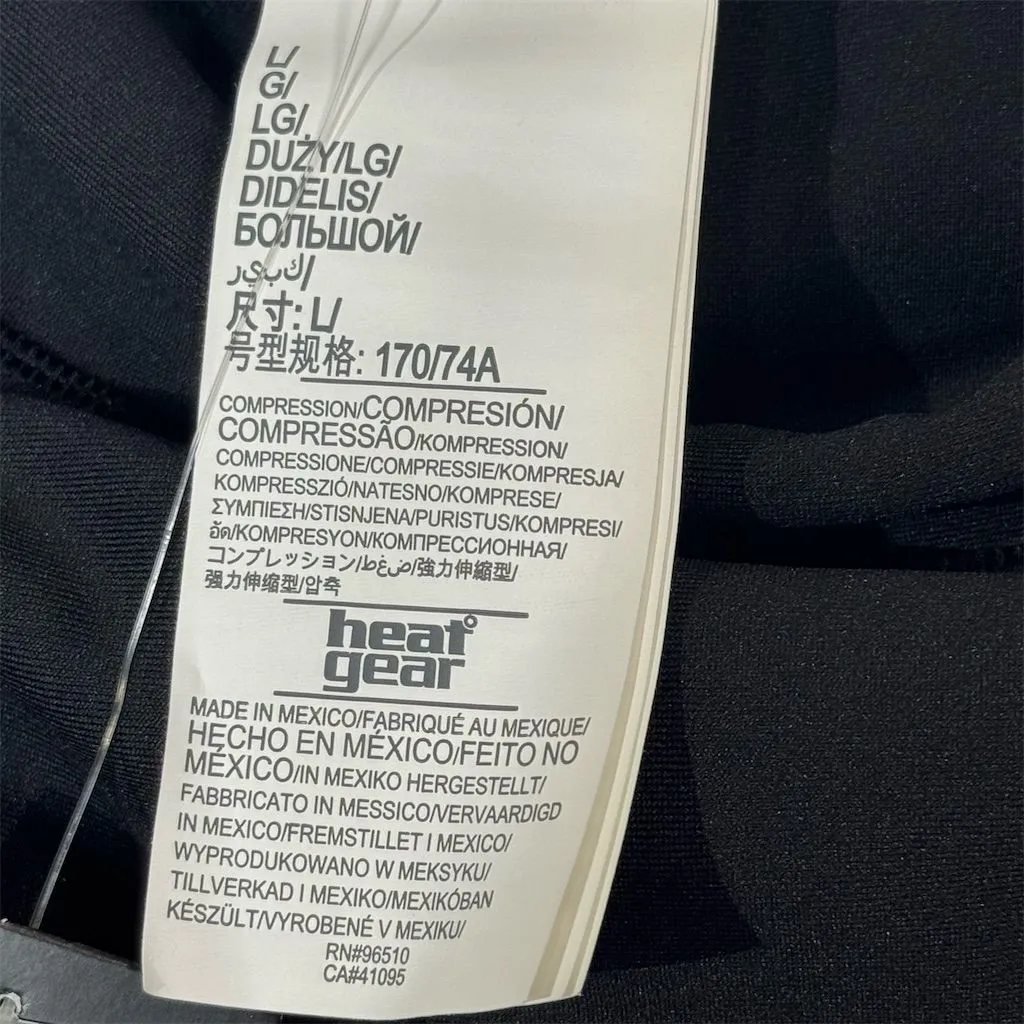 L/
G/
LG/
DUŻY/LG/
DIDELIS/
БОЛЬШОЙ/
كبير/
尺寸: L/
号型规格: 170/74A
COMPRESSION/COMPRESIÓN/
COMPRESSÃO/KOMPRESSION/
COMPRESSIONE/COMPRESSIE/KOMPRESJA/
KOMPRESSZIÓ/NATESNO/KOMPRESE/
ΣΥΜΠΙΕΣΗ/STISNJENA/PURISTUS/KOMPRESI/
อัด/KOMPRESYON/КОМПРЕССИОННАЯ/
コンプレッション/ضغط/強力伸縮型/
强力伸缩型/압축
heat
gear
MADE IN MEXICO/FABRIQUÉ AU MEXIQUE/
HECHO EN MÉXICO/FEITO NO
MÉXICO/IN MEXIKO HERGESTELLT/
FABBRICATO IN MESSICO/VERVAARDIGD
IN MEXICO/FREMSTILLET I MEXICO/
WYPRODUKOWANO W MEKSYKU/
TILLVERKAD I MEXIKO/MEXIKÓBAN
KÉSZÜLT/VYROBENÉ V MEXIKU/
RN#96510
CA#41095